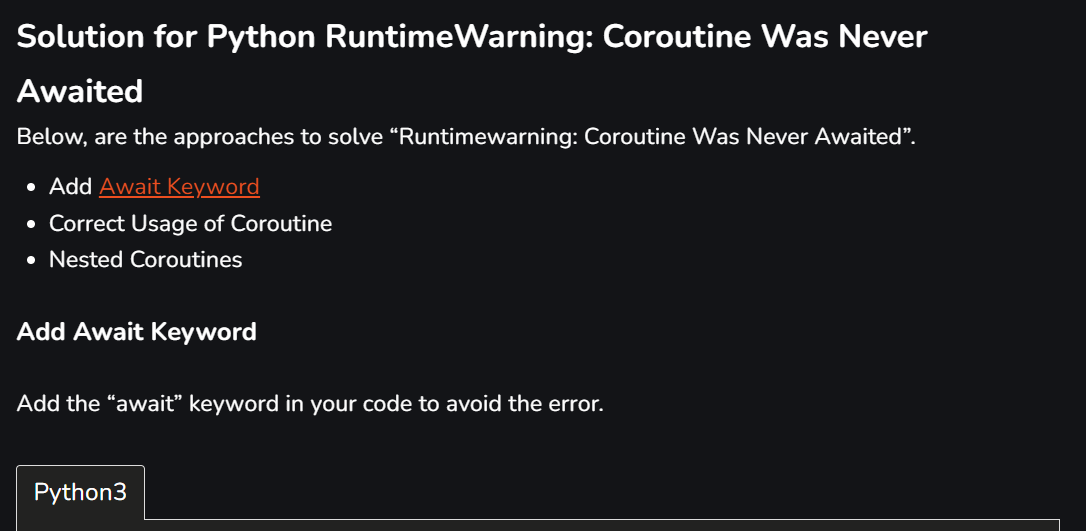 Solution for Python RuntimeWarning: Coroutine Was Never
Awaited
Below, are the approaches to solve “Runtimewarning: Coroutine Was Never Awaited”.
• Add Await Keyword
• Correct Usage of Coroutine
• Nested Coroutines
Add Await Keyword
Add the “await” keyword in your code to avoid the error.
Python3